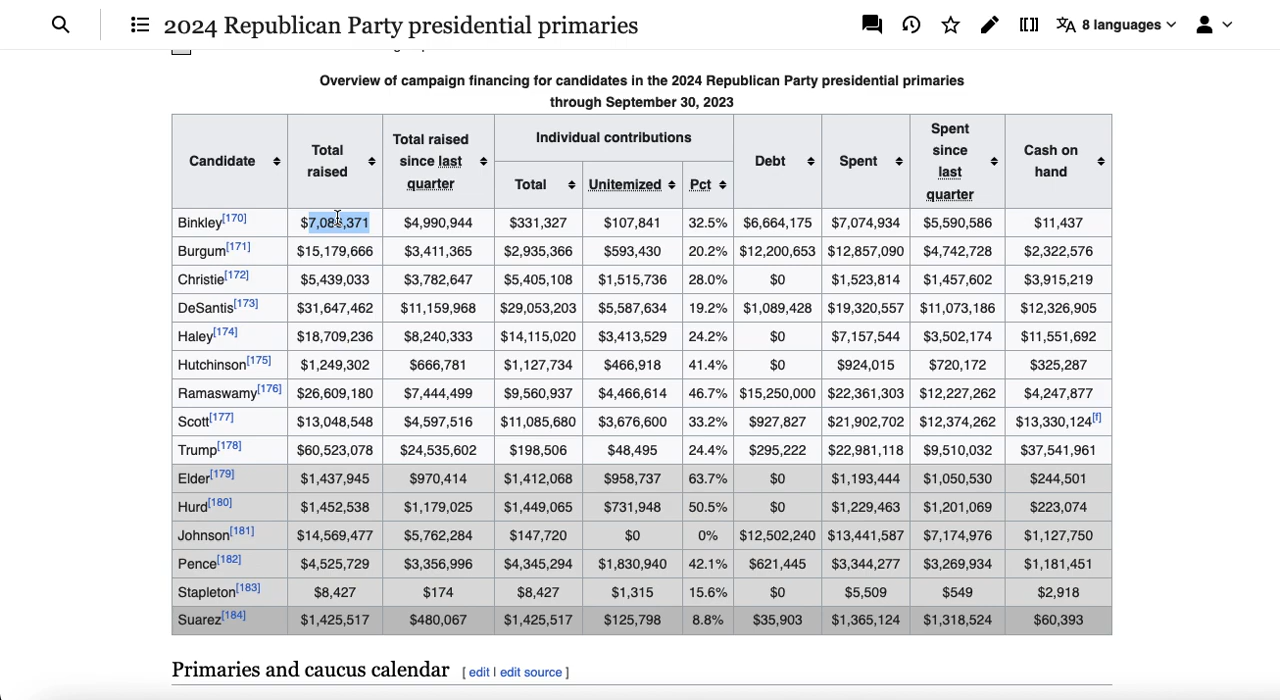 2024 Republican Party presidential primaries
8 languages
Overview of campaign financing for candidates in the 2024 Republican Party presidential primaries
through September 30, 2023
Candidate Total raised Total raised since last quarter Individual contributions Debt Spent Spent since last quarter Cash on hand
Total Unitemized Pct
Binkley[170] $4,990,944 $331,327 $107,841 32.5% $6,664,175 $7,074,934 $5,590,586 $11,437
Burgum[171] $15,179,666 $3,411,365 $2,935,366 $593,430 20.2% $12,200,653 $12,857,090 $4,742,728 $2,322,576
Christie[172] $5,439,033 $3,782,647 $5,405,108 $1,515,736 28.0% $0 $1,523,814 $1,457,602 $3,915,219
DeSantis[173] $31,647,462 $11,159,968 $29,053,203 $5,587,634 19.2% $1,089,428 $19,320,557 $11,073,186 $12,326,905
Haley[174] $18,709,236 $8,240,333 $14,115,020 $3,413,529 24.2% $0 $7,157,544 $3,502,174 $11,551,692
Hutchinson[175] $1,249,302 $666,781 $1,127,734 $466,918 41.4% $0 $924,015 $720,172 $325,287
Ramaswamy[176] $26,609,180 $7,444,499 $9,560,937 $4,466,614 46.7% $15,250,000 $22,361,303 $12,227,262 $4,247,877
Scott[177] $13,048,548 $4,597,516 $11,085,680 $3,676,600 33.2% $927,827 $21,902,702 $12,374,262 $13,330,124[f]
Trump[178] $60,523,078 $24,535,602 $198,506 $48,495 24.4% $295,222 $22,981,118 $9,510,032 $37,541,961
Elder[179] $1,437,945 $970,414 $1,412,068 $958,737 63.7% $0 $1,193,444 $1,050,530 $244,501
Hurd[180] $1,452,538 $1,179,025 $1,449,065 $731,948 50.5% $0 $1,229,463 $1,201,069 $223,074
Johnson[181] $14,569,477 $5,762,284 $147,720 $0 0% $12,502,240 $13,441,587 $7,174,976 $1,127,750
Pence[182] $4,525,729 $3,356,996 $4,345,294 $1,830,940 42.1% $621,445 $3,344,277 $3,269,934 $1,181,451
Stapleton[183] $8,427 $174 $8,427 $1,315 15.6% $0 $5,509 $549 $2,918
Suarez[184] $1,425,517 $480,067 $1,425,517 $125,798 8.8% $35,903 $1,365,124 $1,318,524 $60,393
Primaries and caucus calendar [ edit | edit source ]